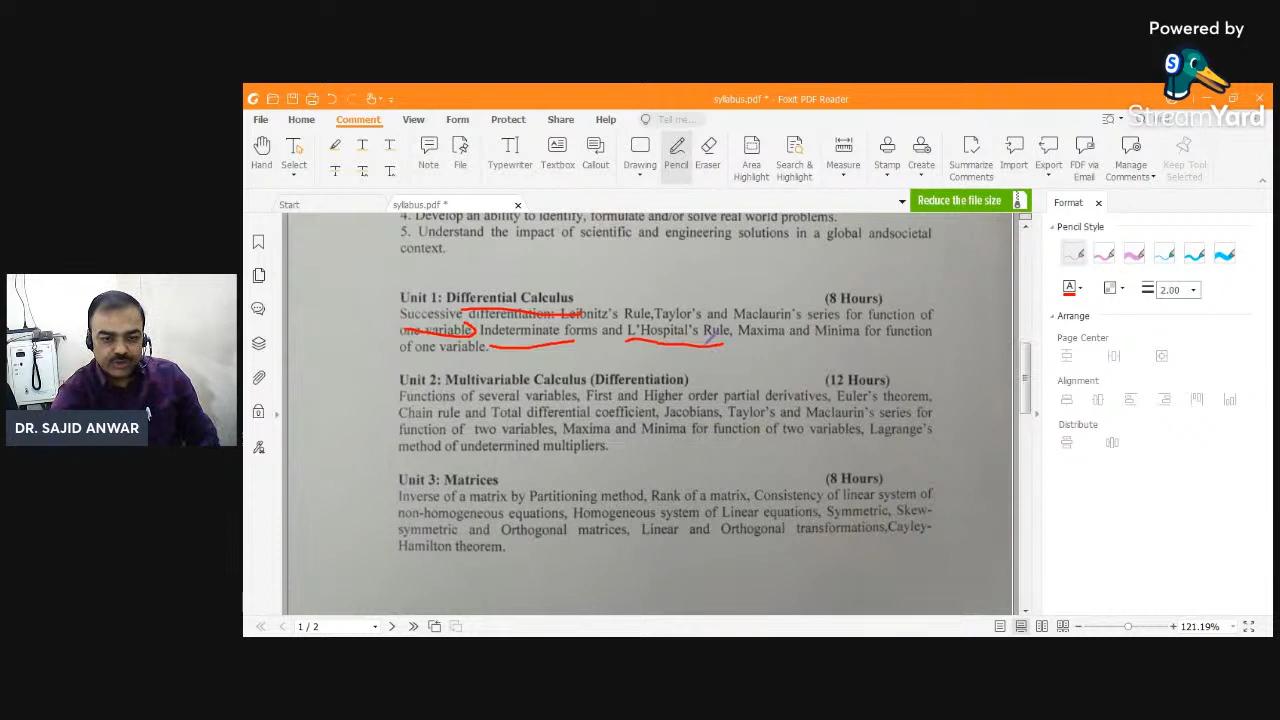 Powered by
StreamYard
syllabus.pdf * - Foxit PDF Reader
File Home Comment View Form Protect Share Help Tell me...
Hand Select Note File Typewriter Textbox Callout Drawing Pencil Eraser Area Highlight Search & Highlight Measure Stamp Create Summarize Comments Import Export PDF via Email Manage Comments Keep Tool Selected
Start syllabus.pdf * Reduce the file size Format
4. Develop an ability to identify, formulate and/or solve real world problems.
5. Understand the impact of scientific and engineering solutions in a global andsocietal
context.
Unit 1: Differential Calculus (8 Hours)
Successive differentiation: Leibnitz's Rule,Taylor's and Maclaurin's series for function of
one variable, Indeterminate forms and L'Hospital's Rule, Maxima and Minima for function
of one variable.
Unit 2: Multivariable Calculus (Differentiation) (12 Hours)
Functions of several variables, First and Higher order partial derivatives, Euler's theorem,
Chain rule and Total differential coefficient, Jacobians, Taylor's and Maclaurin's series for
function of two variables, Maxima and Minima for function of two variables, Lagrange's
method of undetermined multipliers.
Unit 3: Matrices (8 Hours)
Inverse of a matrix by Partitioning method, Rank of a matrix, Consistency of linear system of
non-homogeneous equations, Homogeneous system of Linear equations, Symmetric, Skew-
symmetric and Orthogonal matrices, Linear and Orthogonal transformations,Cayley-
Hamilton theorem.
Pencil Style
2.00
Arrange
Page Center
Alignment
Distribute
DR. SAJID ANWAR
1 / 2
121.19%